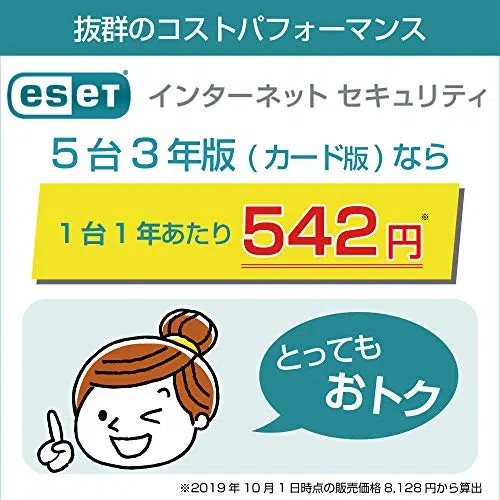 抜群のコストパフォーマンス
eseT® インターネット セキュリティ
5台3年版(カード版)なら
1台1年あたり 542円※
とっても
おトク
※2019年10月1日時点の販売価格8,128円から算出